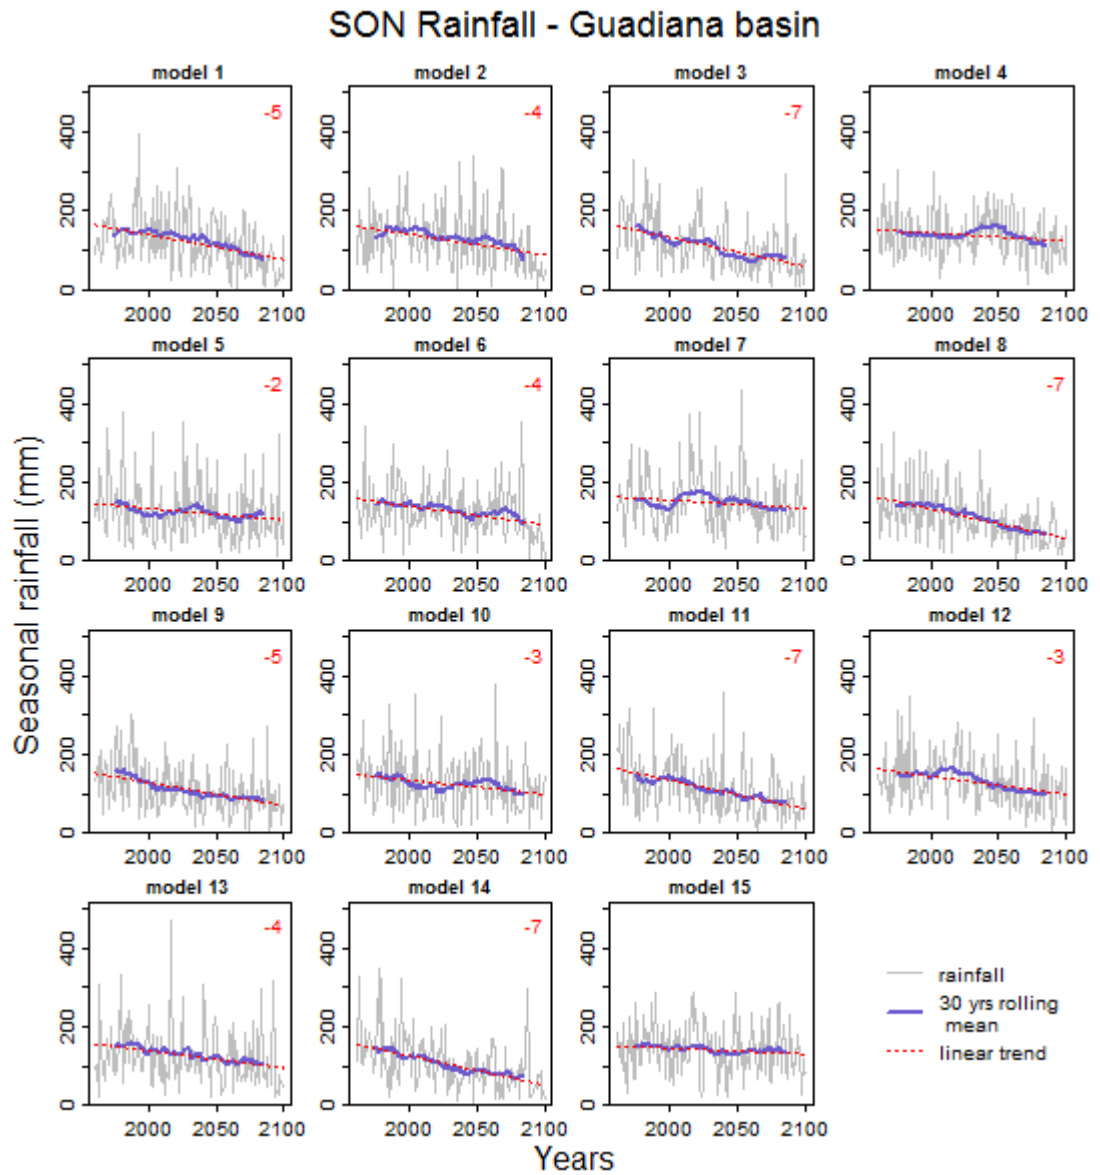 SON Rainfall - Guadiana basin
model 1
model 2
model 3
model 4
-5
-4
-7
0
200
400
0
200
400
0
200
400
0
200
400
2000 2050 2100
2000 2050 2100
2000 2050 2100
2000 2050 2100
model 5
model 6
model 7
model 8
-2
-4
-7
0
200
400
0
200
400
0
200
400
0
200
400
2000 2050 2100
2000 2050 2100
2000 2050 2100
2000 2050 2100
Seasonal rainfall (mm)
model 9
model 10
model 11
model 12
-5
-3
-7
-3
0
200
400
0
200
400
0
200
400
0
200
400
2000 2050 2100
2000 2050 2100
2000 2050 2100
2000 2050 2100
model 13
model 14
model 15
-4
-7
0
200
400
0
200
400
0
200
400
2000 2050 2100
2000 2050 2100
2000 2050 2100
rainfall
30 yrs rolling
mean
linear trend
Years